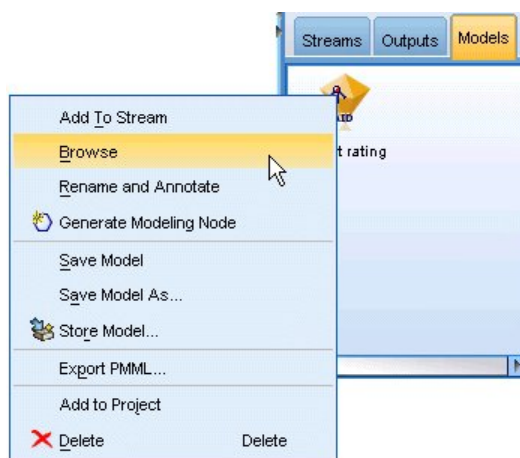 Streams Outputs Models
Add To Stream
Browse
t rating
Rename and Annotate
Generate Modeling Node
Save Model
Save Model As...
Store Model...
Export PMML...
Add to Project
Delete Delete